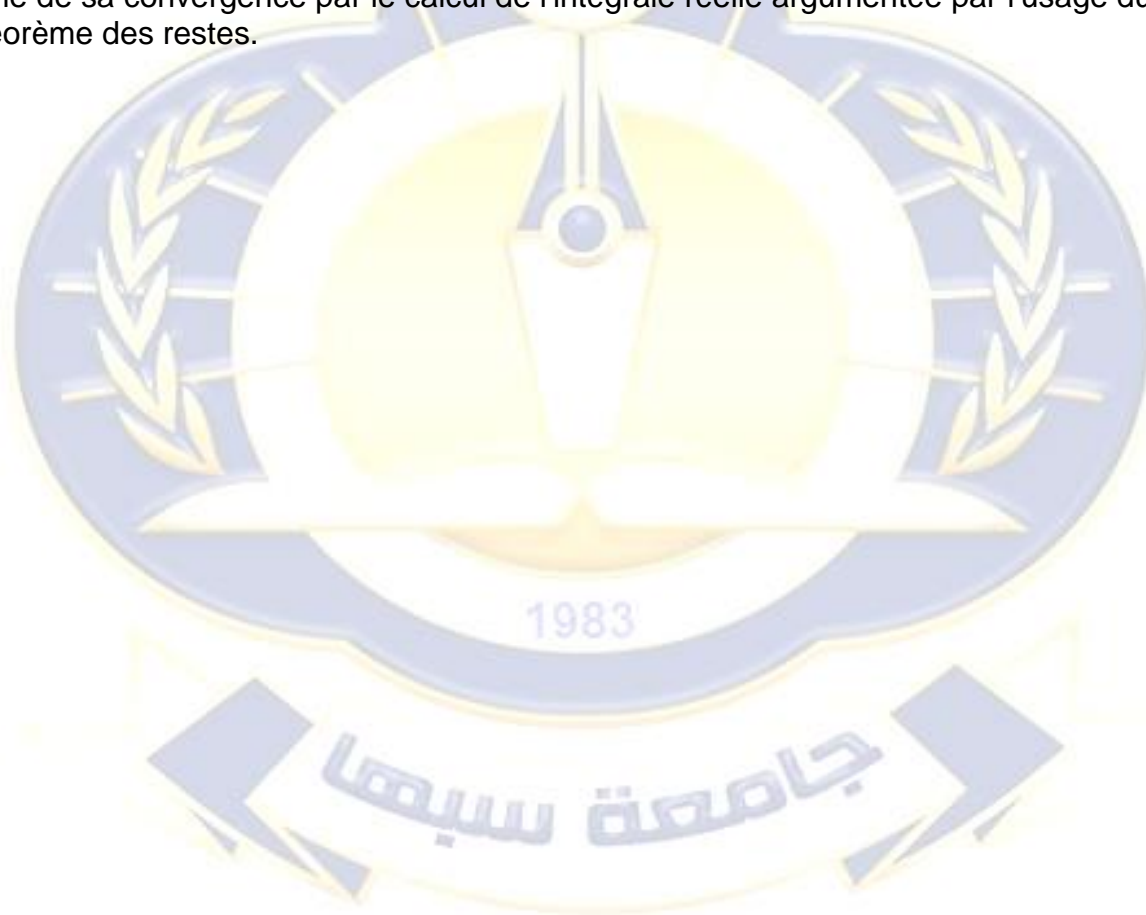 de sa convergence par le calcul de l'intégrale réelle argumentée par l'usage du
éorème des restes.
1983
جامعة سبها